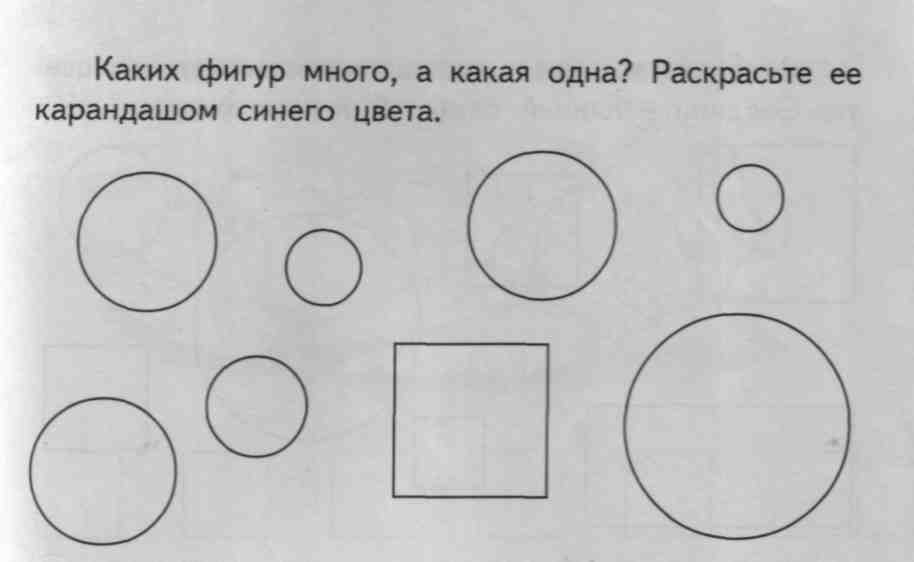 Каких фигур много, а какая одна? Раскрасьте ее
карандашом синего цвета.